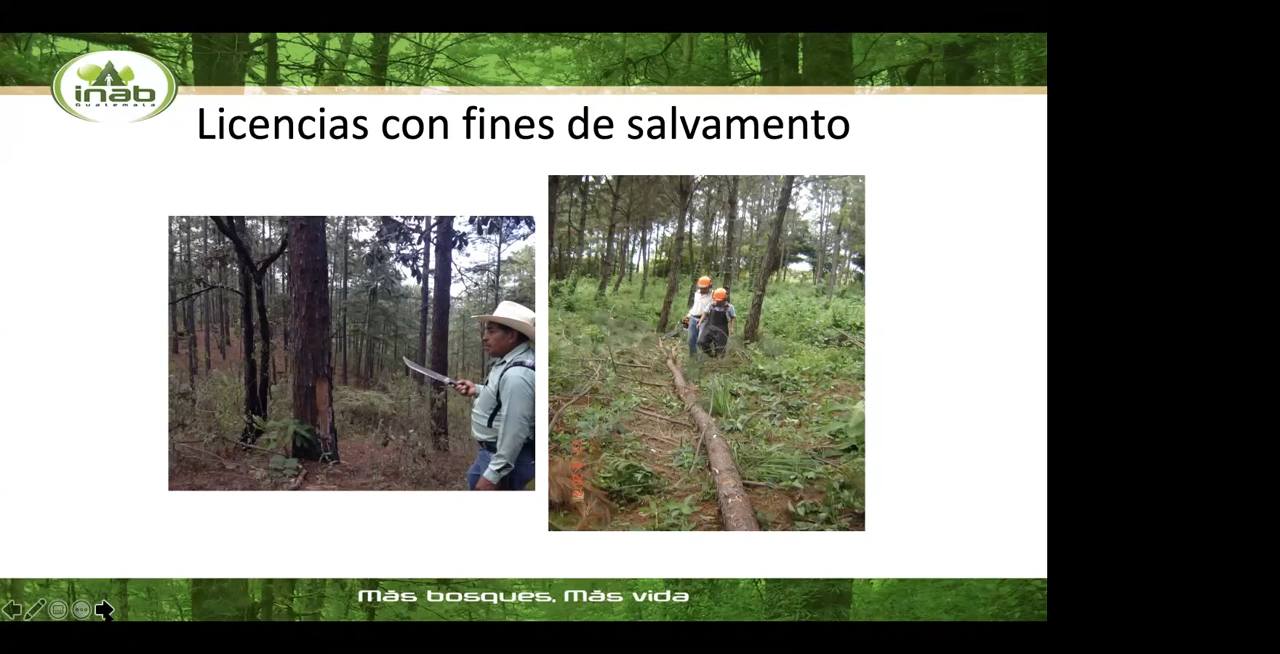 inab
Guatemala
Licencias con fines de salvamento
Más bosques, Más vida